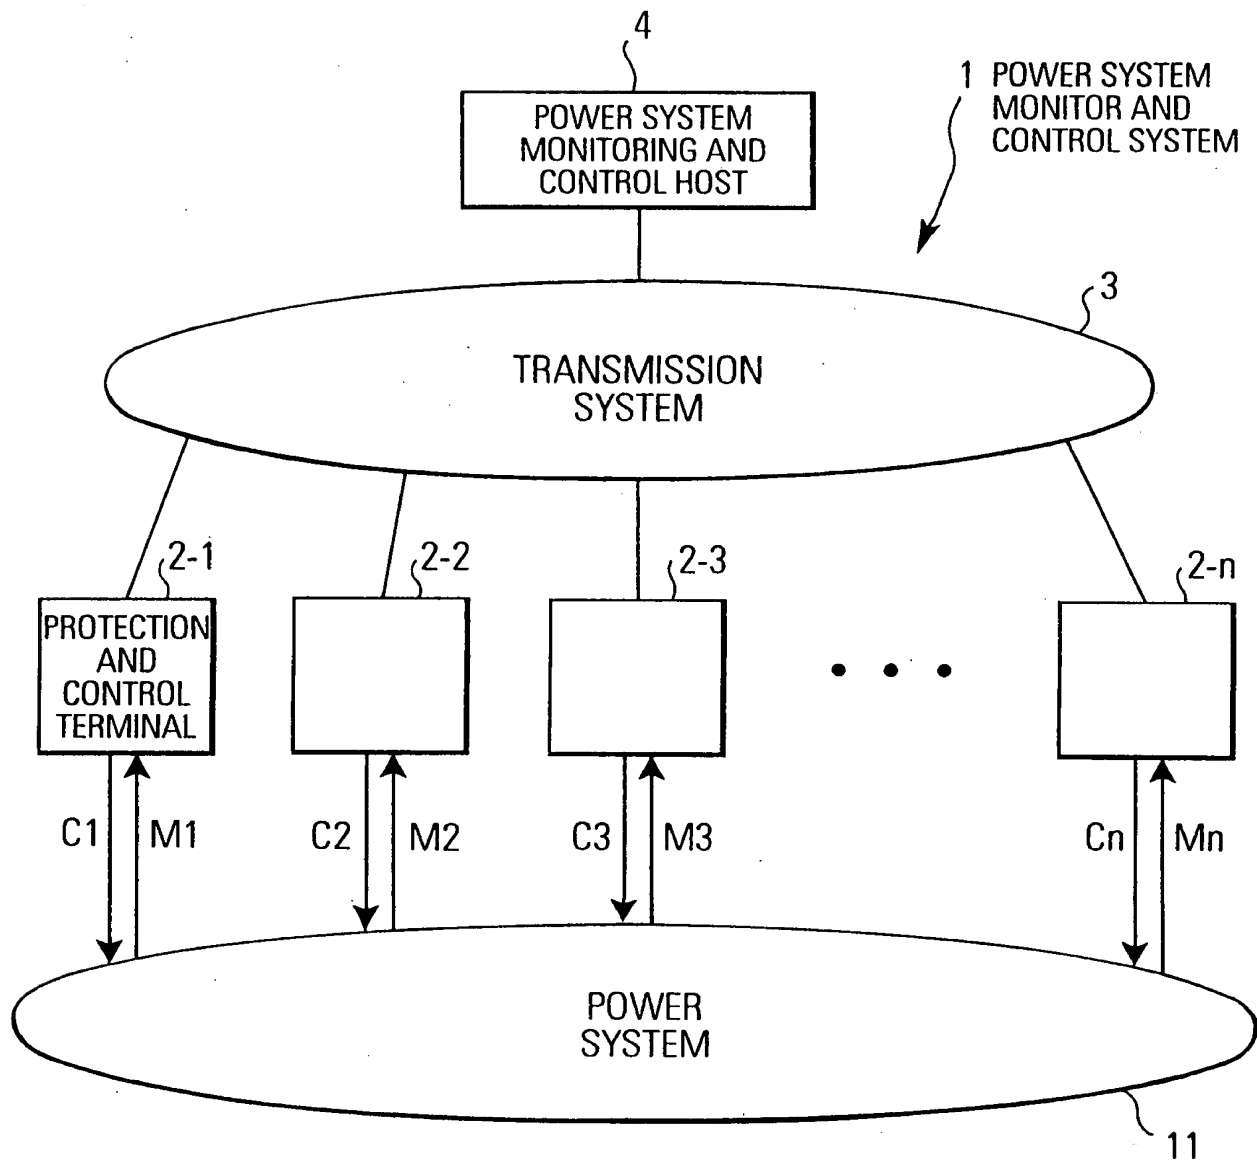 4
1 POWER SYSTEM
MONITOR AND
CONTROL SYSTEM
POWER SYSTEM
MONITORING AND
CONTROL HOST
3
TRANSMISSION
SYSTEM
2-1
2-2
2-3
2-n
PROTECTION
AND
CONTROL
TERMINAL
C1
M1
C2
M2
C3
M3
Cn
Mn
POWER
SYSTEM
11